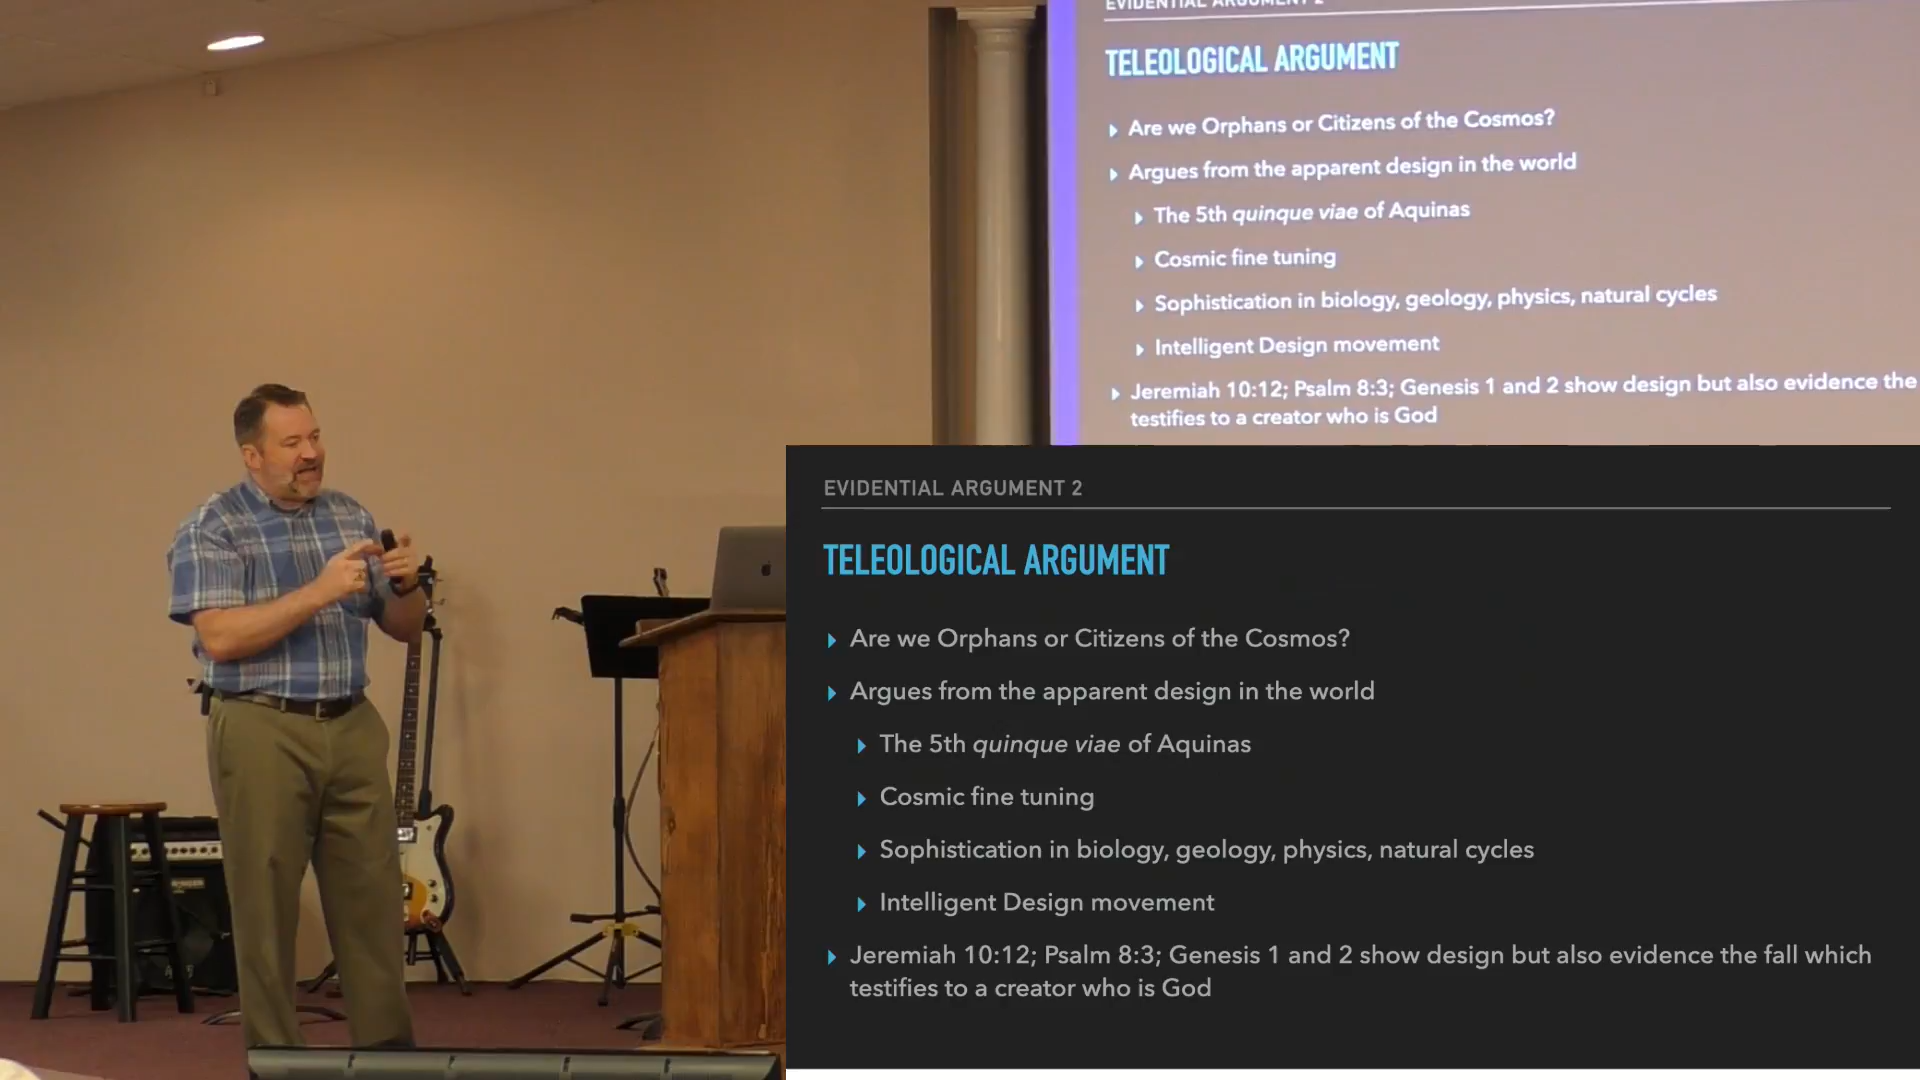 EVIDENTIAL ARGUMENT 2
TELEOLOGICAL ARGUMENT
Are we Orphans or Citizens of the Cosmos?
Argues from the apparent design in the world
The 5th quinque viae of Aquinas
Cosmic fine tuning
Sophistication in biology, geology, physics, natural cycles
Intelligent Design movement
Jeremiah 10:12; Psalm 8:3; Genesis 1 and 2 show design but also evidence the
testifies to a creator who is God
EVIDENTIAL ARGUMENT 2
TELEOLOGICAL ARGUMENT
Are we Orphans or Citizens of the Cosmos?
Argues from the apparent design in the world
The 5th quinque viae of Aquinas
Cosmic fine tuning
Sophistication in biology, geology, physics, natural cycles
Intelligent Design movement
Jeremiah 10:12; Psalm 8:3; Genesis 1 and 2 show design but also evidence the fall which
testifies to a creator who is God